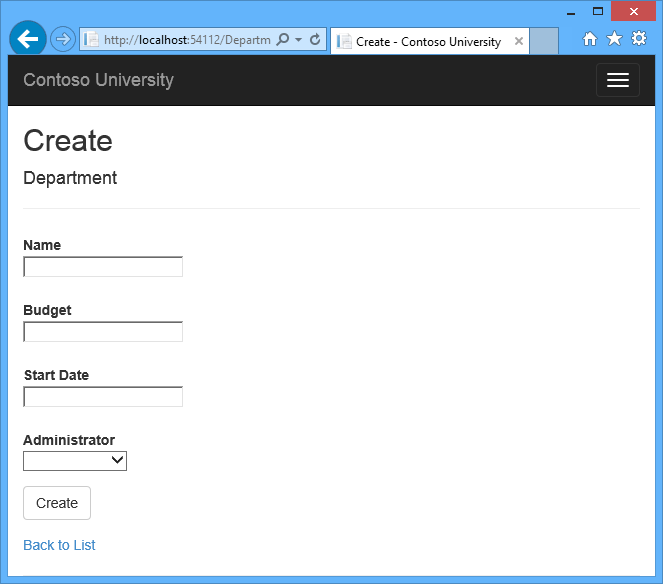 http://localhost:54112/Departm
Create - Contoso University
Contoso University
Create
Department
Name
Budget
Start Date
Administrator
Create
Back to List